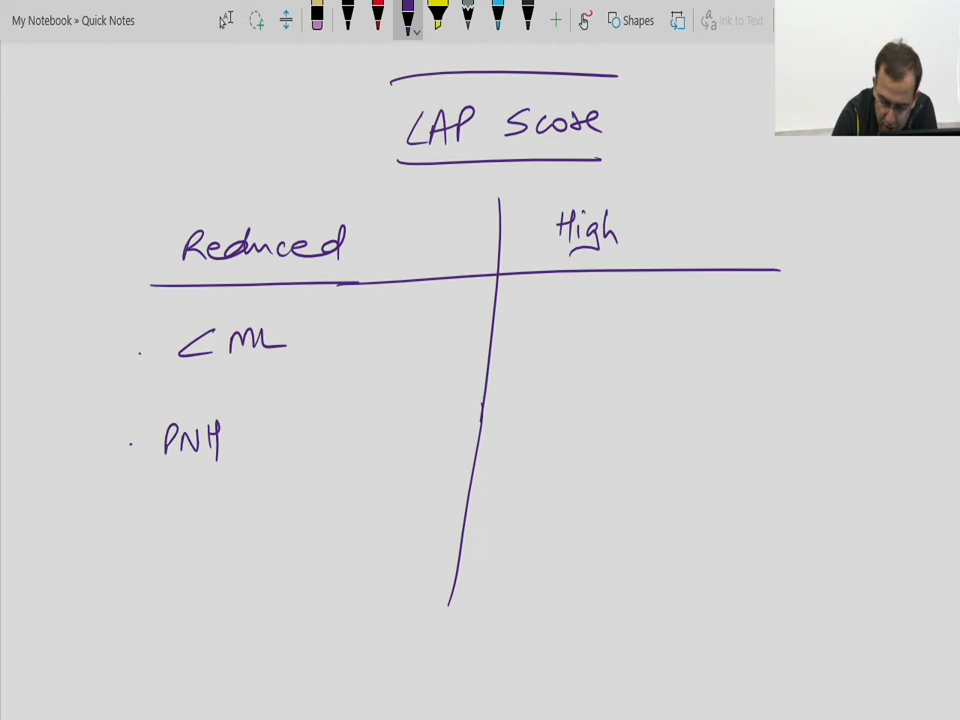 My Notebook » Quick Notes
Shapes
Ink to Text
LAP Score
Reduced
High
. CML
. PNH